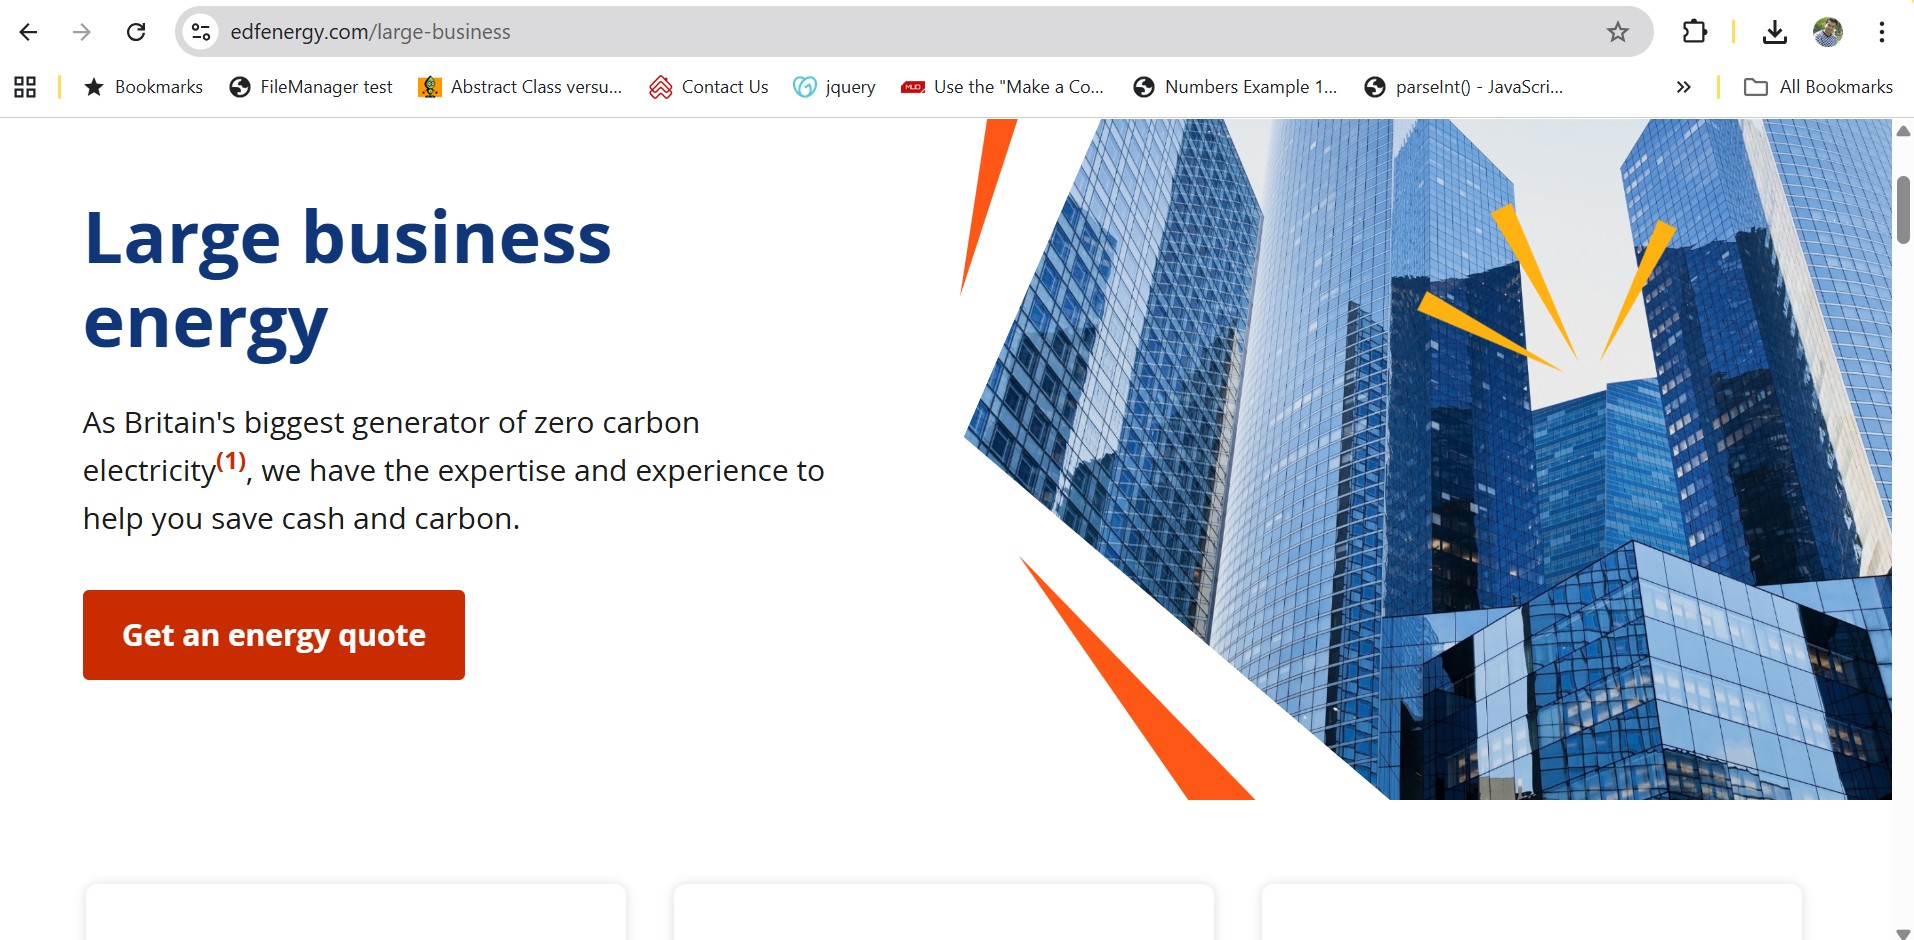 edfenergy.com/large-business
Bookmarks FileManager test Abstract Class versu... Contact Us jquery MUO Use the "Make a Co... Numbers Example 1... parseInt() - JavaScri... » All Bookmarks
Large business
energy
As Britain's biggest generator of zero carbon
electricity(1), we have the expertise and experience to
help you save cash and carbon.
Get an energy quote